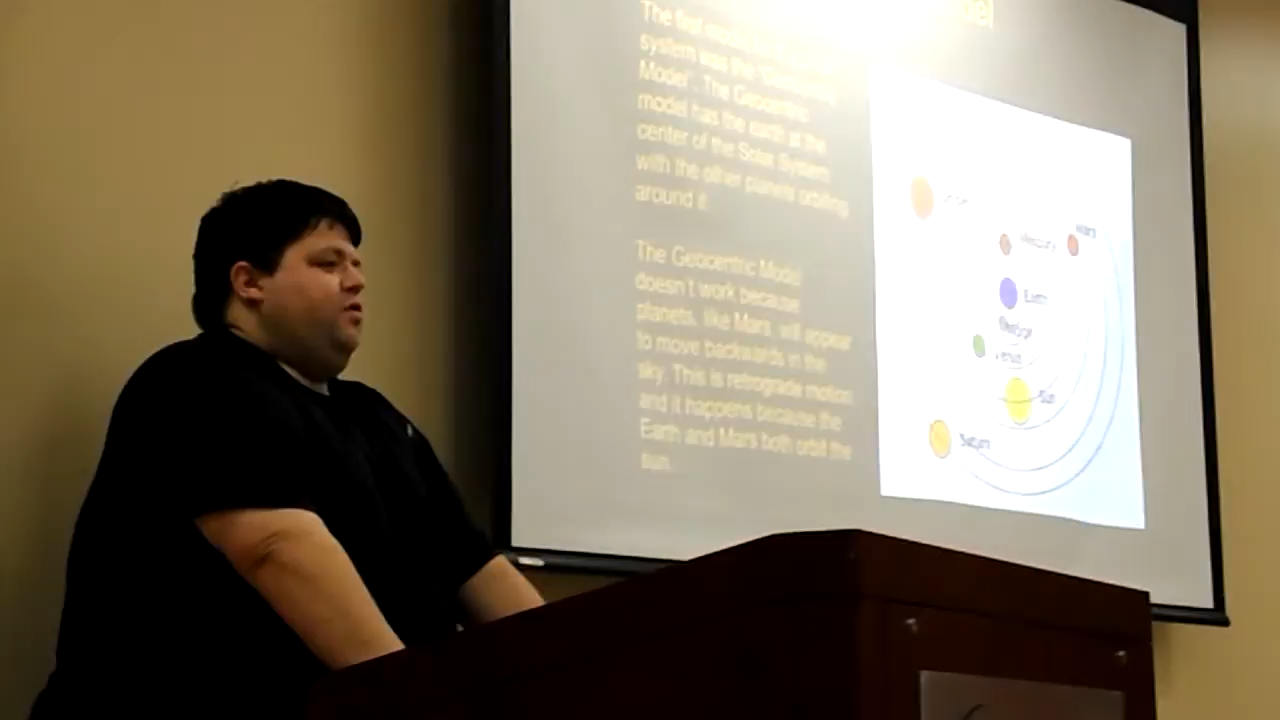 The first
system was the
Model". The Geocentric
model has the earth at the
center of the Solar System
with the other planets orbiting
around it.
The Geocentric Model
doesn't work because
planets, like Mars, will appear
to move backwards in the
sky. This is retrograde motion
and it happens because the
Earth and Mars both orbit the
sun.
Mercury
Mars
Earth
Venus
Sun
Saturn